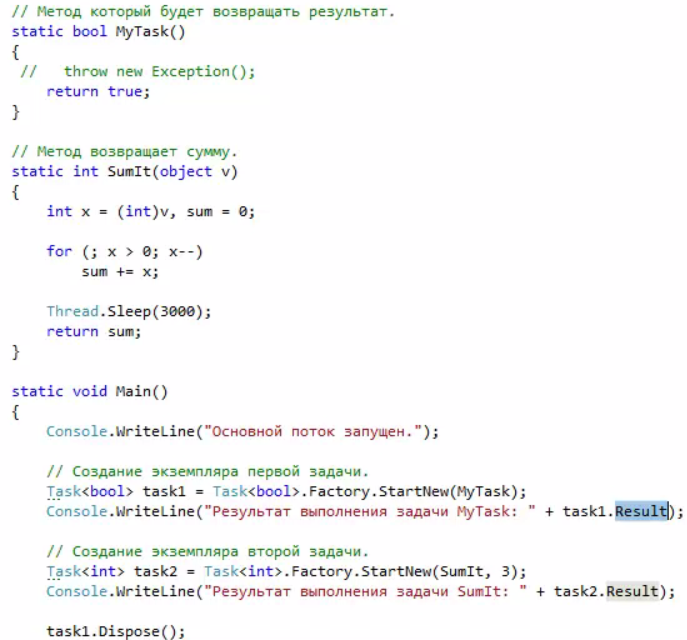 // Метод который будет возвращать результат.
static bool MyTask()
{
//   throw new Exception();
return true;
}
// Метод возвращает сумму.
static int SumIt(object v)
{
int x = (int)v, sum = 0;
for (; x > 0; x--)
sum += x;
Thread.Sleep(3000);
return sum;
}
static void Main()
{
Console.WriteLine("Основной поток запущен.");
// Создание экземпляра первой задачи.
Task<bool> task1 = Task<bool>.Factory.StartNew(MyTask);
Console.WriteLine("Результат выполнения задачи MyTask: " + task1.Result);
// Создание экземпляра второй задачи.
Task<int> task2 = Task<int>.Factory.StartNew(SumIt, 3);
Console.WriteLine("Результат выполнения задачи SumIt: " + task2.Result);
task1.Dispose();